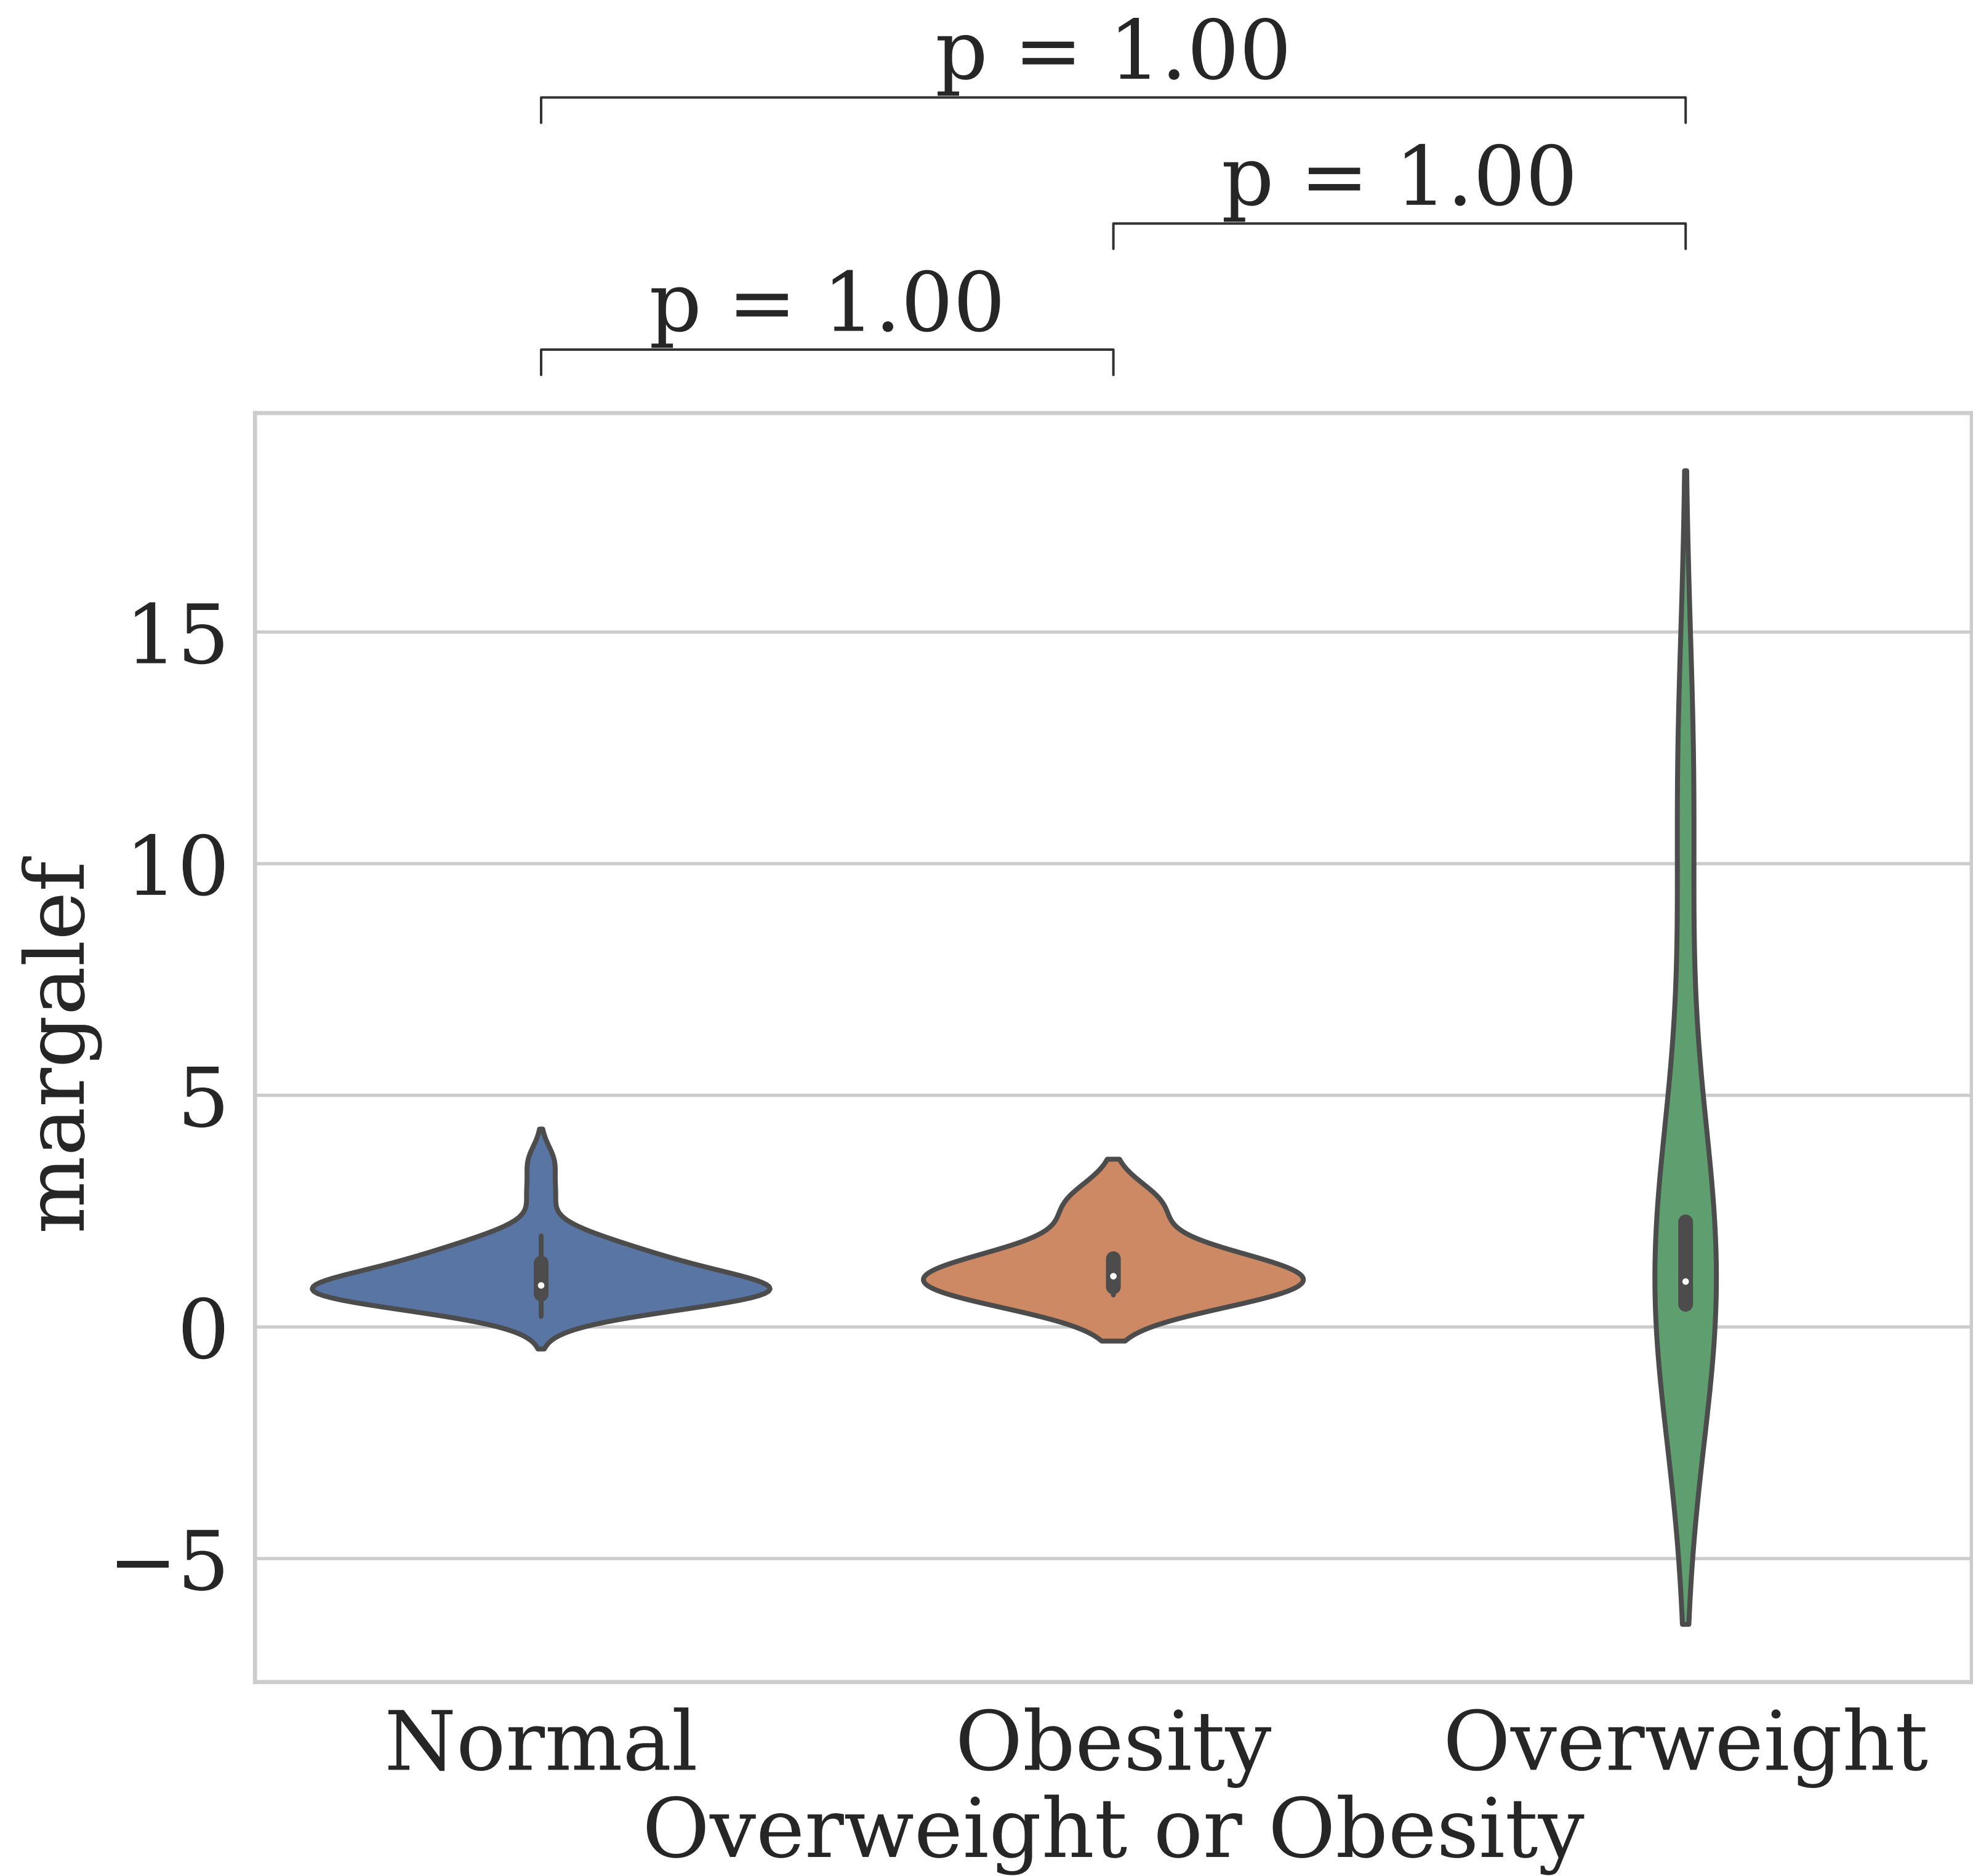 p = 1.00
p = 1.00
p = 1.00
margalef
15
10
5
0
−5
Normal
Obesity
Overweight
Overweight or Obesity